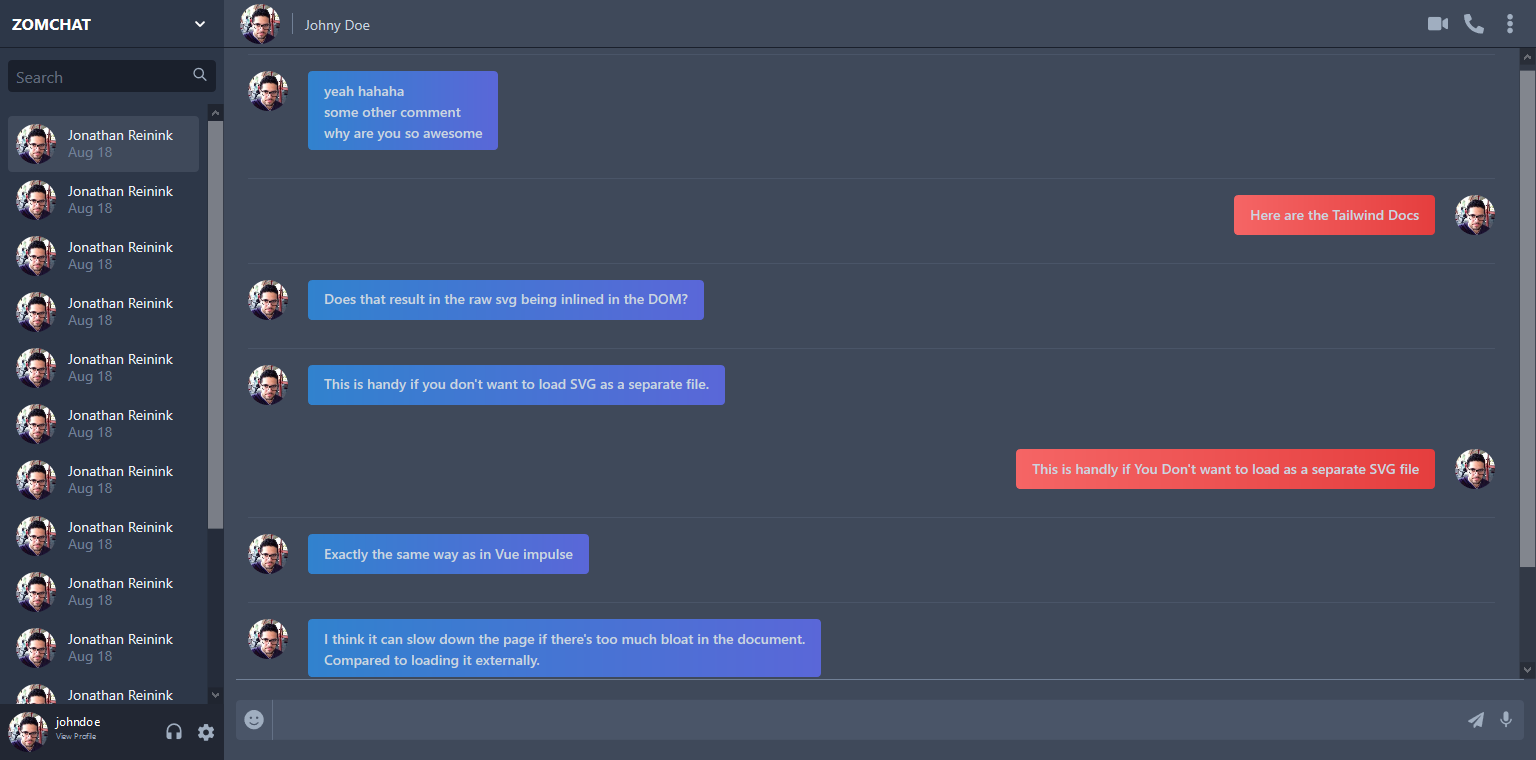 ZOMCHAT
Search
Jonathan Reinink
Aug 18
Jonathan Reinink
Aug 18
Jonathan Reinink
Aug 18
Jonathan Reinink
Aug 18
Jonathan Reinink
Aug 18
Jonathan Reinink
Aug 18
Jonathan Reinink
Aug 18
Jonathan Reinink
Aug 18
Jonathan Reinink
Aug 18
Jonathan Reinink
Aug 18
Jonathan Reinink
johndoe
View Profile
Johny Doe
yeah hahaha
some other comment
why are you so awesome
Here are the Tailwind Docs
Does that result in the raw svg being inlined in the DOM?
This is handy if you don't want to load SVG as a separate file.
This is handly if You Don't want to load as a separate SVG file
Exactly the same way as in Vue impulse
I think it can slow down the page if there's too much bloat in the document.
Compared to loading it externally.